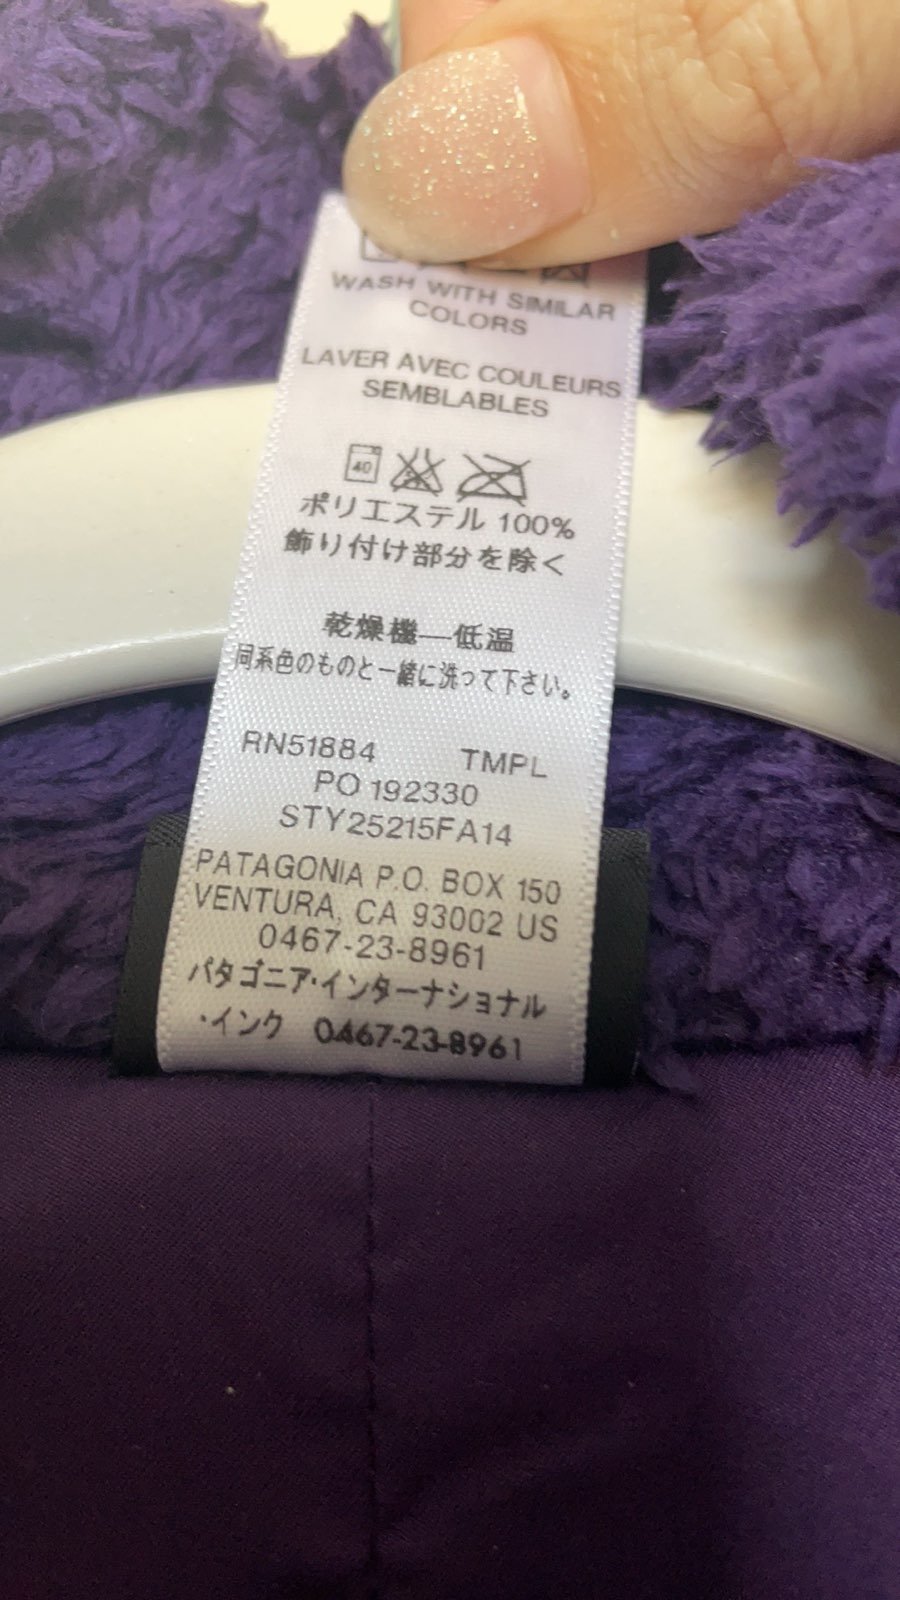 WASH WITH SIMILAR
COLORS
LAVER AVEC COULEURS
SEMBLABLES
40
ポリエステル 100%
飾り付け部分を除く
乾燥機—低温
同系色のものと一緒に洗って下さい。
RN51884 TMPL
PO 192330
STY25215FA14
PATAGONIA P.O. BOX 150
VENTURA, CA 93002 US
0467-23-8961
パタゴニア・インターナショナル
・インク 0467-23-8961